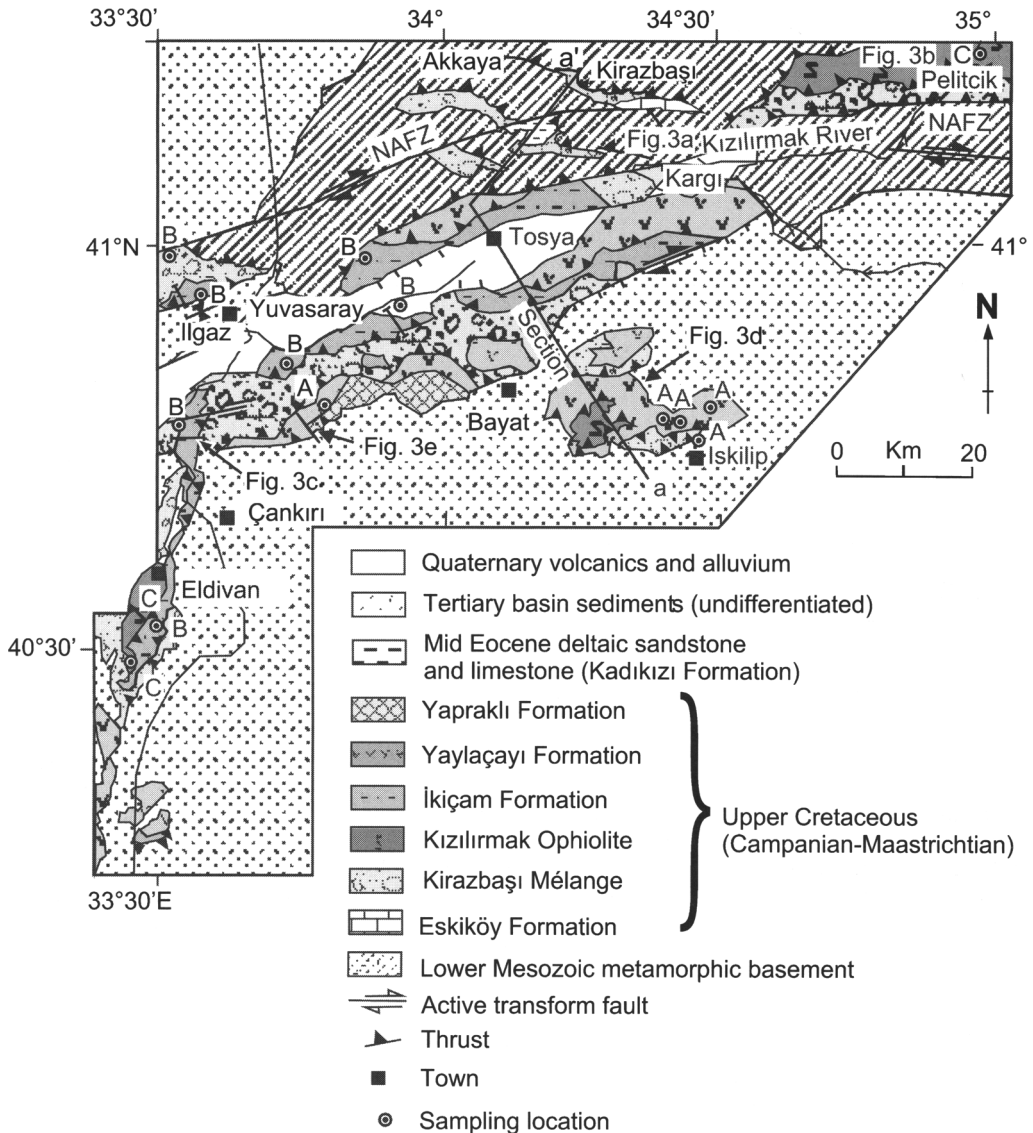 33°30' 34° 34°30' 35°
Akkaya a' Kirazbaşı Fig. 3b C
Pelitcik
NAFZ Fig.3a Kızılırmak Rıver NAFZ
Kargı
B B Tosya
41°N 41°
B B
Yuvasaray
Ilgaz
N
B Section Fig. 3d
A A A A
B
Bayat A
Iskilip
Fig. 3e
0 Km 20
Fig. 3c a
Çankırı
Eldivan
C
B
40°30'
C
33°30'E
Quaternary volcanics and alluvium
Tertiary basin sediments (undifferentiated)
Mid Eocene deltaic sandstone
and limestone (Kadıkızı Formation)
Yapraklı Formation
Yaylaçayı Formation
İkiçam Formation
Kızılırmak Ophiolite
Kirazbaşı Mélange
Eskiköy Formation
Upper Cretaceous
(Campanian-Maastrichtian)
Lower Mesozoic metamorphic basement
Active transform fault
Thrust
Town
Sampling location